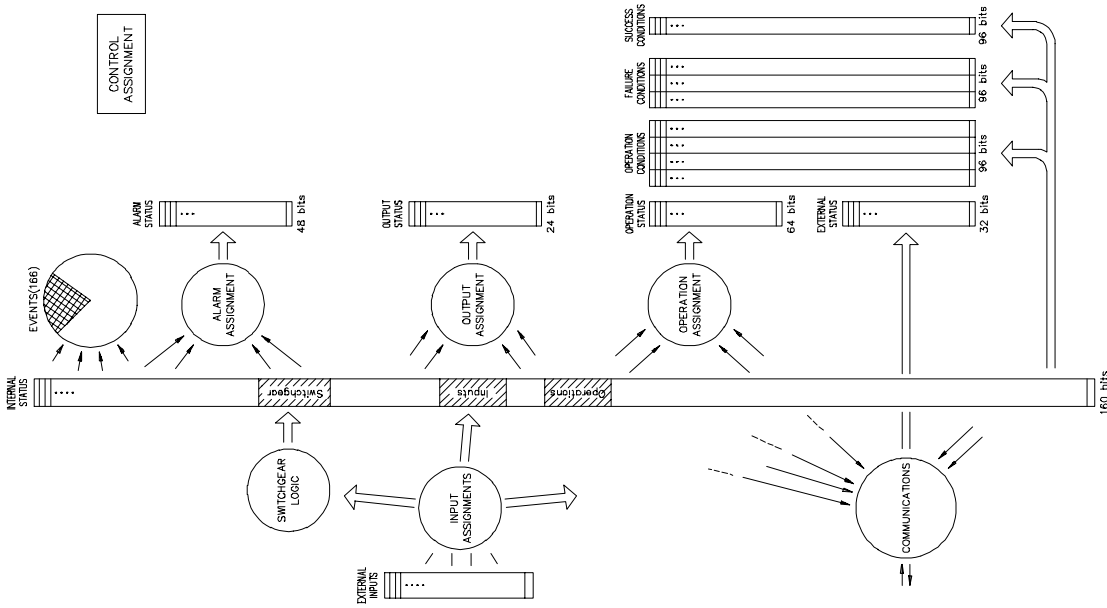 CONTROL
ASSIGNMENT
SUCCESS
CONDITIONS
96 bits
FAILURE
CONDITIONS
96 bits
OPERATION
CONDITIONS
96 bits
ALARM
STATUS
48 bits
OUTPUT
STATUS
24 bits
OPERATION
STATUS
64 bits
EXTERNAL
STATUS
32 bits
EVENTS(166)
ALARM
ASSIGNMENT
OUTPUT
ASSIGNMENT
OPERATION
ASSIGNMENT
INTERNAL
STATUS
Switchgear
Inputs
Operations
160 bits
SWITCHGEAR
LOGIC
INPUT
ASSIGNMENTS
COMMUNICATIONS
EXTERNAL
INPUTS